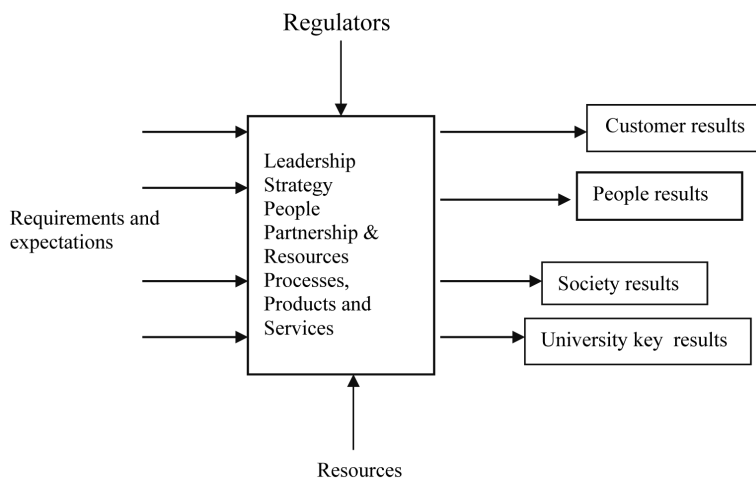 Regulators
Requirements and
expectations
Leadership
Strategy
People
Partnership &
Resources
Processes,
Products and
Services
Customer results
People results
Society results
University key results
Resources